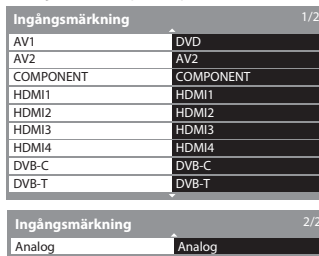 Ingångsmärkning 1/2
AV1 DVD
AV2 AV2
COMPONENT COMPONENT
HDMI1 HDMI1
HDMI2 HDMI2
HDMI3 HDMI3
HDMI4 HDMI4
DVB-C DVB-C
DVB-T DVB-T
Ingångsmärkning 2/2
Analog Analog